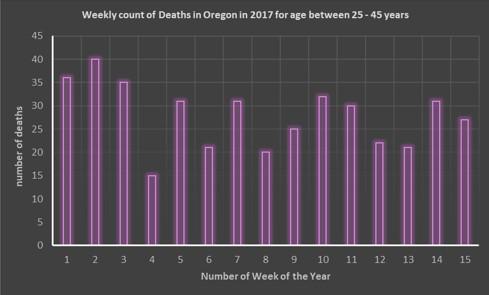 Weekly count of Deaths in Oregon in 2017 for age between 25 - 45 years
45
40
35
30
25
20
15
10
5
0
number of deaths
1 2 3 4 5 6 7 8 9 10 11 12 13 14 15
Number of Week of the Year